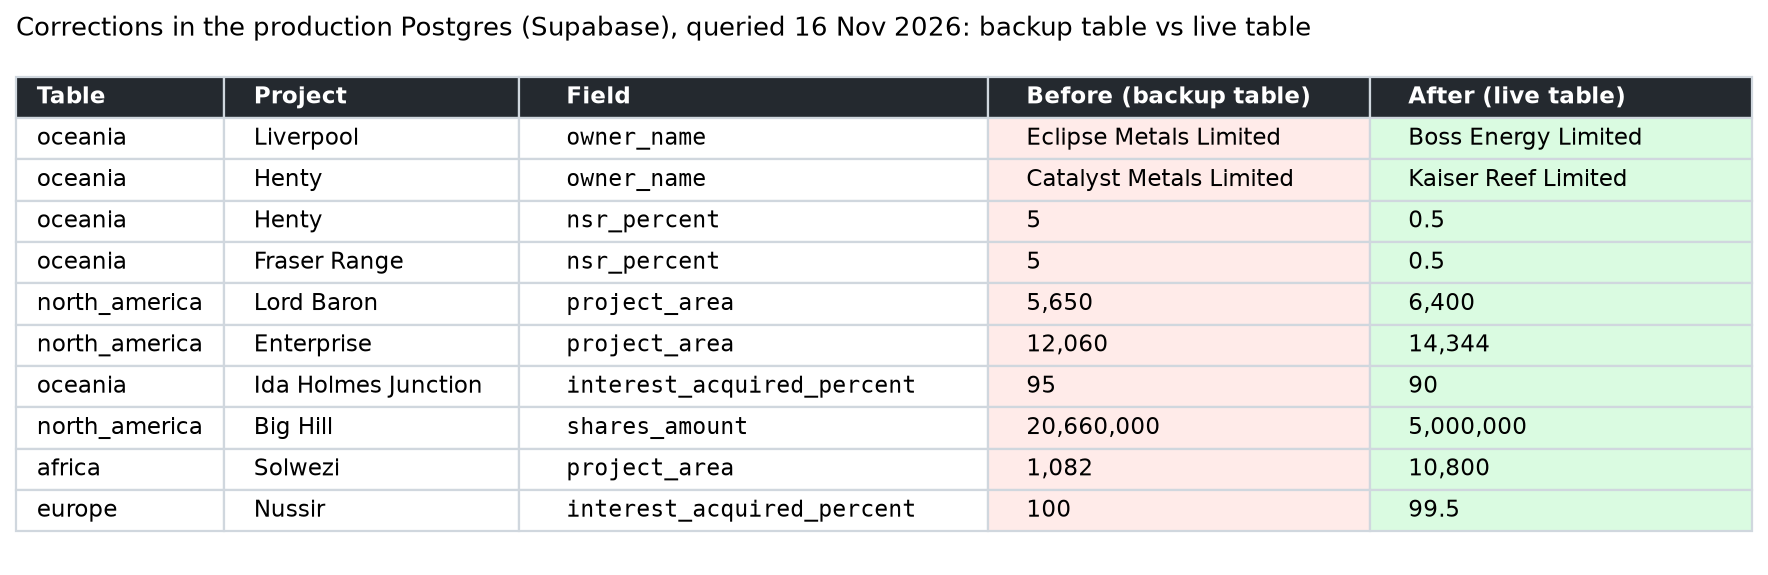 Corrections in the production Postgres (Supabase), queried 16 Nov 2026: backup table vs live table
Table Project Field Before (backup table) After (live table)
oceania Liverpool owner_name Eclipse Metals Limited Boss Energy Limited
oceania Henty owner_name Catalyst Metals Limited Kaiser Reef Limited
oceania Henty nsr_percent 5 0.5
oceania Fraser Range nsr_percent 5 0.5
north_america Lord Baron project_area 5,650 6,400
north_america Enterprise project_area 12,060 14,344
oceania Ida Holmes Junction interest_acquired_percent 95 90
north_america Big Hill shares_amount 20,660,000 5,000,000
africa Solwezi project_area 1,082 10,800
europe Nussir interest_acquired_percent 100 99.5